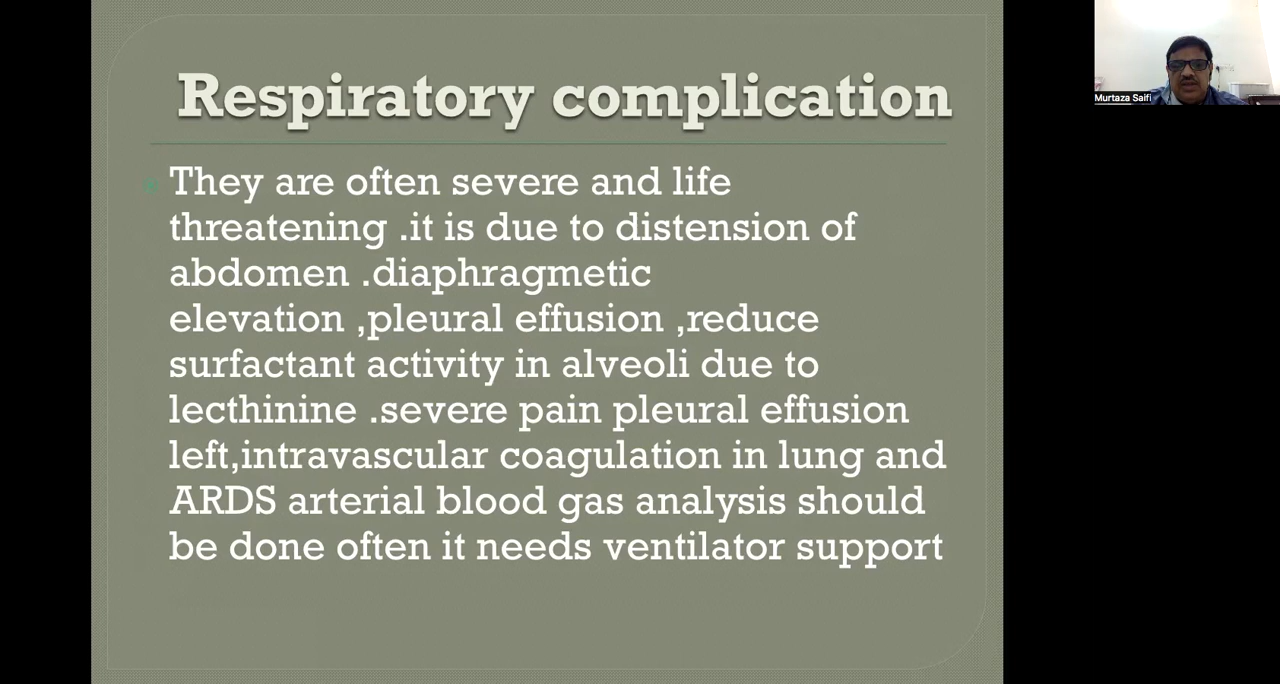 Respiratory complication
They are often severe and life
threatening .it is due to distension of
abdomen .diaphragmetic
elevation ,pleural effusion ,reduce
surfactant activity in alveoli due to
lecthinine .severe pain pleural effusion
left,intravascular coagulation in lung and
ARDS arterial blood gas analysis should
be done often it needs ventilator support
Murtaza Saifi